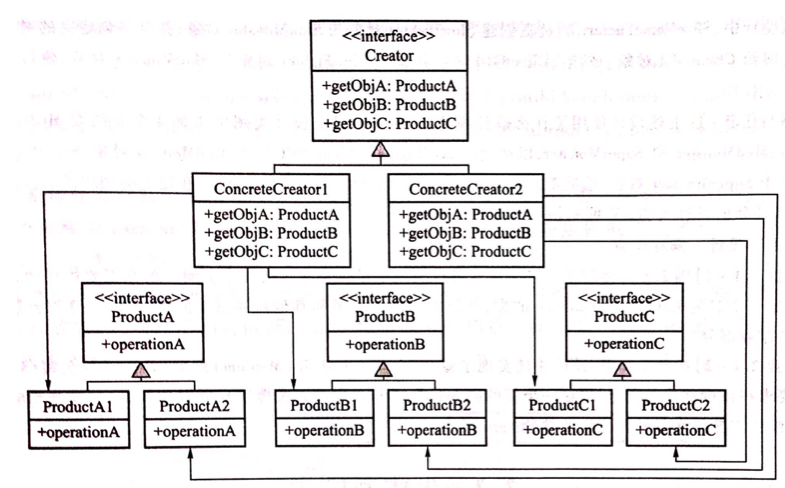 <<interface>>
Creator
+getObjA: ProductA
+getObjB: ProductB
+getObjC: ProductC
ConcreteCreator1
+getObjA: ProductA
+getObjB: ProductB
+getObjC: ProductC
ConcreteCreator2
+getObjA: ProductA
+getObjB: ProductB
+getObjC: ProductC
<<interface>>
ProductA
+operationA
<<interface>>
ProductB
+operationB
<<interface>>
ProductC
+operationC
ProductA1
+operationA
ProductA2
+operationA
ProductB1
+operationB
ProductB2
+operationB
ProductC1
+operationC
ProductC2
+operationC